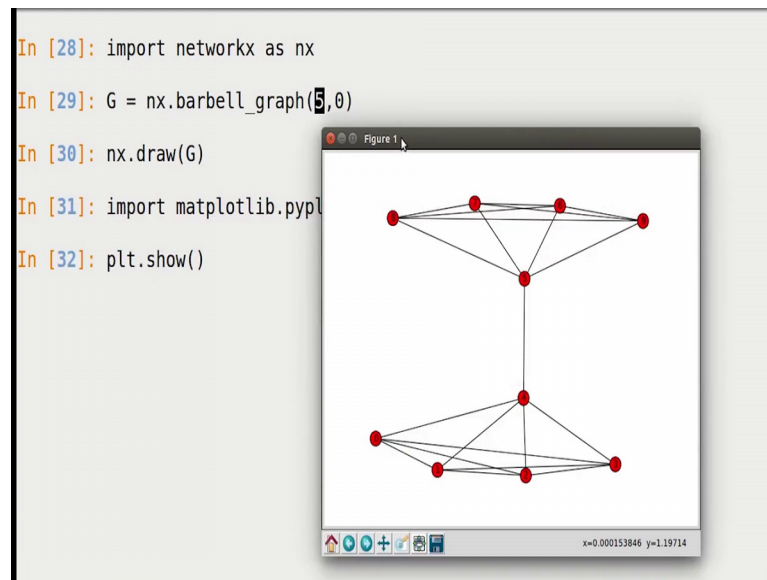 In [28]: import networkx as nx
In [29]: G = nx.barbell_graph(5,0)
In [30]: nx.draw(G)
In [31]: import matplotlib.pypl
In [32]: plt.show()
Figure 1
x=0.000153846 y=1.19714